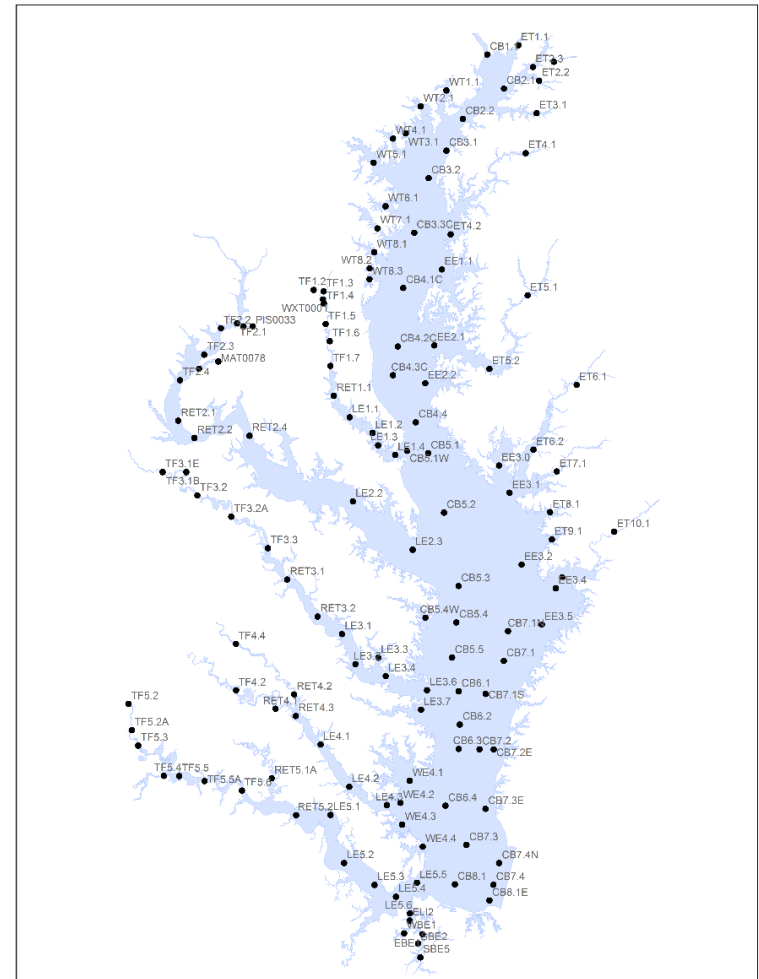 ET1.1
CB1.1
ET2.3
ET2.2
CB2.1
WT1.1
WT2.1
ET3.1
CB2.2
WT4.1
WT3.1
CB3.1
ET4.1
WT5.1
CB3.2
WT6.1
WT7.1
CB3.3C
ET4.2
WT8.1
WT8.2
EE1.1
WT8.3
TF1.2
TF1.3
CB4.1C
TF1.4
ET5.1
WXT0001
TF1.5
TF2.2
PIS0033
TF2.1
TF1.6
CB4.2C
EE2.1
TF2.3
MAT0078
TF1.7
ET5.2
TF2.4
CB4.3C
EE2.2
ET6.1
RET1.1
RET2.1
LE1.1
CB4.4
RET2.2
RET2.4
LE1.2
LE1.3
LE1.4
CB5.1
CB5.1W
ET6.2
EE3.0
TF3.1E
TF3.1B
ET7.1
TF3.2
EE3.1
LE2.2
TF3.2A
CB5.2
ET8.1
ET10.1
ET9.1
TF3.3
LE2.3
EE3.2
RET3.1
CB5.3
EE3.4
RET3.2
CB5.4W
CB5.4
EE3.5
LE3.1
CB7.1N
TF4.4
LE3.2
LE3.3
CB5.5
CB7.1
LE3.4
TF4.2
RET4.2
LE3.6
CB6.1
CB7.1S
TF5.2
RET4.1
RET4.3
LE3.7
TF5.2A
CB6.2
TF5.3
LE4.1
CB6.3
CB7.2
CB7.2E
TF5.4
TF5.5
TF5.5A
RET5.1A
WE4.1
TF5.6
LE4.2
LE4.3
WE4.2
CB6.4
CB7.3E
RET5.2
LE5.1
WE4.3
WE4.4
CB7.3
LE5.2
CB7.4N
LE5.3
LE5.5
CB8.1
CB7.4
LE5.4
CB8.1E
LE5.6
ELI2
WBE1
SBE2
SBE5